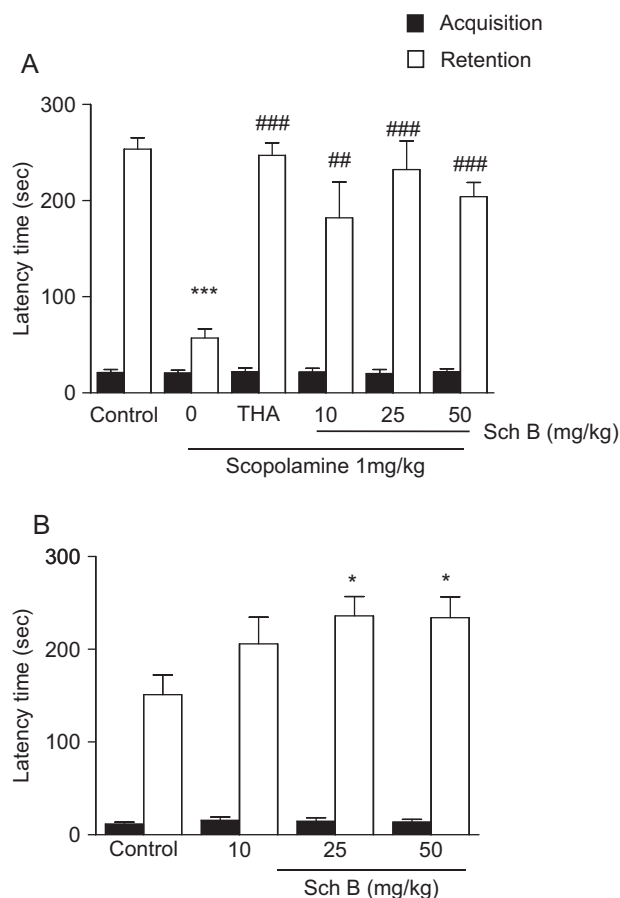 Acquisition
Retention
A
Latency time (sec)
300
200
100
0
***
###
##
###
###
Control
0
THA
10
25
50
Sch B (mg/kg)
Scopolamine 1mg/kg
B
Latency time (sec)
300
200
100
0
*
*
Control
10
25
50
Sch B (mg/kg)